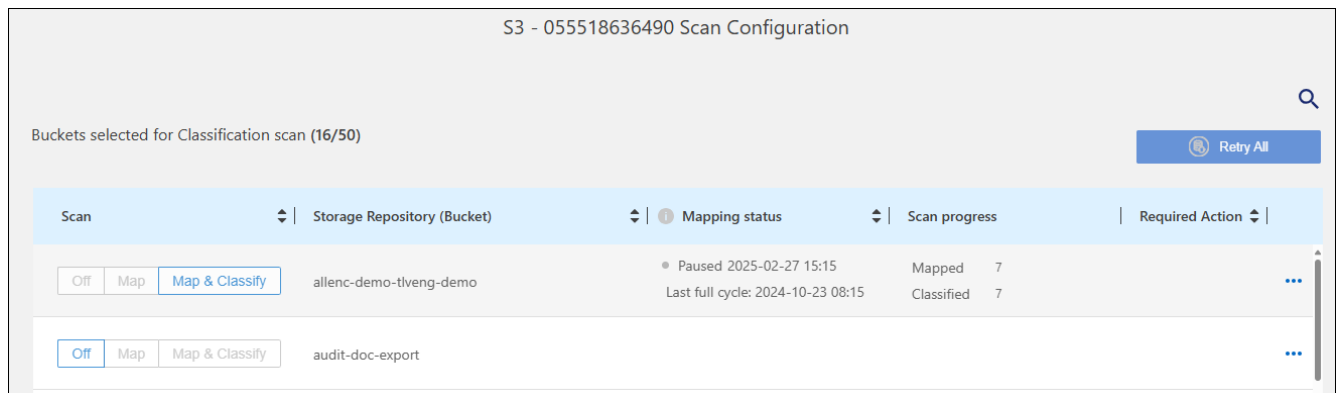 S3 - 055518636490 Scan Configuration
Buckets selected for Classification scan (16/50)
Retry All
Scan Storage Repository (Bucket) Mapping status Scan progress Required Action
Off Map Map & Classify allenc-demo-tlveng-demo Paused 2025-02-27 15:15 Mapped 7
Last full cycle: 2024-10-23 08:15 Classified 7
Off Map Map & Classify audit-doc-export